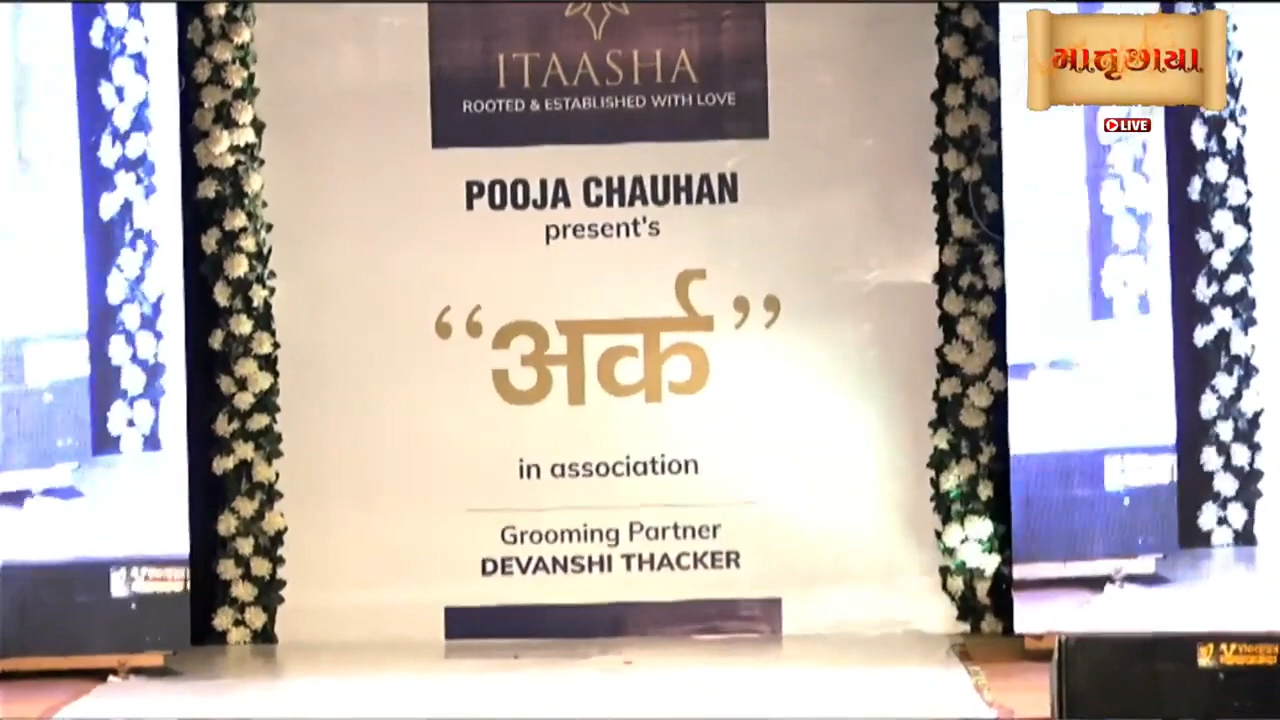 માતૃછાયા
LIVE
ITAASHA
ROOTED & ESTABLISHED WITH LOVE
POOJA CHAUHAN
present's
“अर्क”
in association
Grooming Partner
DEVANSHI THACKER